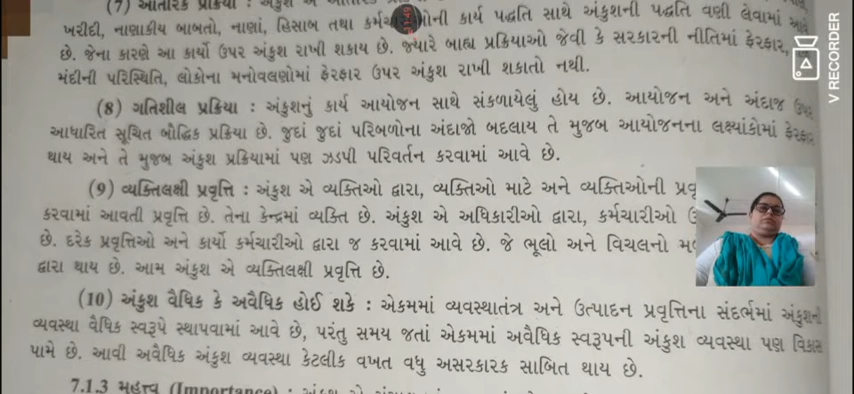 (7) આંતરિક પ્રક્રિયા : અંકુશ એ
ખરીદી, નાણાકીય બાબતો, નાણાં, હિસાબ તથા કર્મચારીઓની કાર્ય પદ્ધતિ સાથે અંકુશની પદ્ધતિ વણી લેવામાં આવે
છે. જેના કારણે આ કાર્યો ઉપર અંકુશ રાખી શકાય છે. જ્યારે બાહ્ય પ્રક્રિયાઓ જેવી કે સરકારની નીતિમાં ફેરફાર,
મંદીની પરિસ્થિતિ, લોકોના મનોવલણોમાં ફેરફાર ઉપર અંકુશ રાખી શકાતો નથી.
(8) ગતિશીલ પ્રક્રિયા : અંકુશનું કાર્ય આયોજન સાથે સંકળાયેલું હોય છે. આયોજન અને અંદાજ ઉપર
આધારિત સૂચિત બૌદ્ધિક પ્રક્રિયા છે. જુદાં જુદાં પરિબળોના અંદાજો બદલાય તે મુજબ આયોજનના લક્ષ્યાંકોમાં ફેરફાર
થાય અને તે મુજબ અંકુશ પ્રક્રિયામાં પણ ઝડપી પરિવર્તન કરવામાં આવે છે.
(9) વ્યક્તિલક્ષી પ્રવૃત્તિ : અંકુશ એ વ્યક્તિઓ દ્વારા, વ્યક્તિઓ માટે અને વ્યક્તિઓની
કરવામાં આવતી પ્રવૃત્તિ છે. તેના કેન્દ્રમાં વ્યક્તિ છે. અંકુશ એ અધિકારીઓ દ્વારા, કર્મચારીઓ
છે. દરેક પ્રવૃત્તિઓ અને કાર્યો કર્મચારીઓ દ્વારા જ કરવામાં આવે છે. જે ભૂલો અને વિચલનો
દ્વારા થાય છે. આમ અંકુશ એ વ્યક્તિલક્ષી પ્રવૃત્તિ છે.
(10) અંકુશ વૈધિક કે અવૈધિક હોઈ શકે : એકમમાં વ્યવસ્થાતંત્ર અને ઉત્પાદન પ્રવૃત્તિના સંદર્ભમાં અંકુશની
વ્યવસ્થા વૈધિક સ્વરૂપે સ્થાપવામાં આવે છે, પરંતુ સમય જતાં એકમમાં અવૈધિક સ્વરૂપની અંકુશ વ્યવસ્થા પણ વિકાસ
પામે છે. આવી અવૈધિક અંકુશ વ્યવસ્થા કેટલીક વખત વધુ અસરકારક સાબિત થાય છે.
7.1.3 મહત્ત્વ (Importance) :
V RECORDER